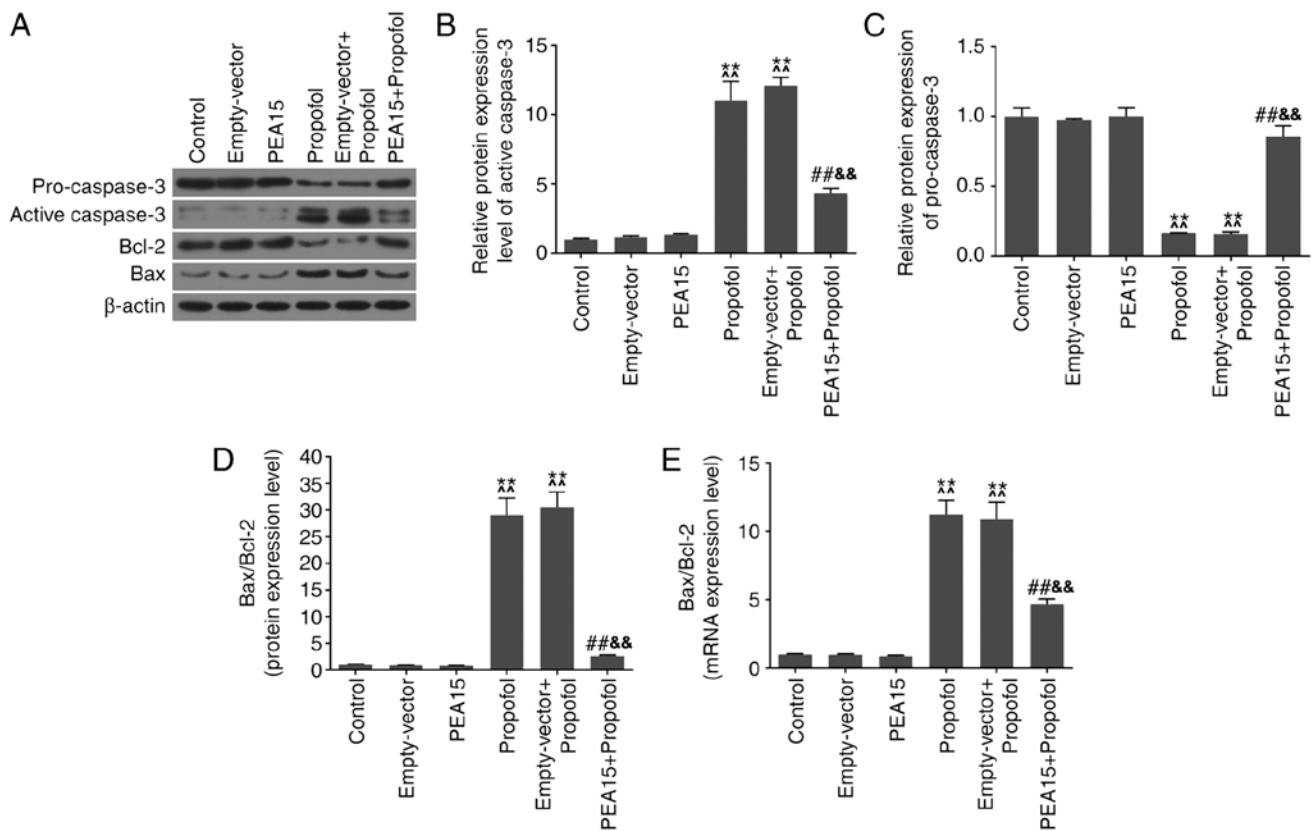 A
Control
Empty-vector
PEA15
Propofol
Empty-vector+
Propofol
PEA15+Propofol
Pro-caspase-3
Active caspase-3
Bcl-2
Bax
β-actin
B
Relative protein expression
level of active caspase-3
15
10
5
0
**
^^
**
^^
##&&
Control
Empty-vector
PEA15
Propofol
Empty-vector+
Propofol
PEA15+Propofol
C
Relative protein expression
of pro-caspase-3
1.5
1.0
0.5
0.0
**
^^
**
^^
##&&
Control
Empty-vector
PEA15
Propofol
Empty-vector+
Propofol
PEA15+Propofol
D
Bax/Bcl-2
(protein expression level)
40
35
30
25
20
15
10
5
0
**
^^
**
^^
##&&
Control
Empty-vector
PEA15
Propofol
Empty-vector+
Propofol
PEA15+Propofol
E
Bax/Bcl-2
(mRNA expression level)
15
10
5
0
**
^^
**
^^
##&&
Control
Empty-vector
PEA15
Propofol
Empty-vector+
Propofol
PEA15+Propofol